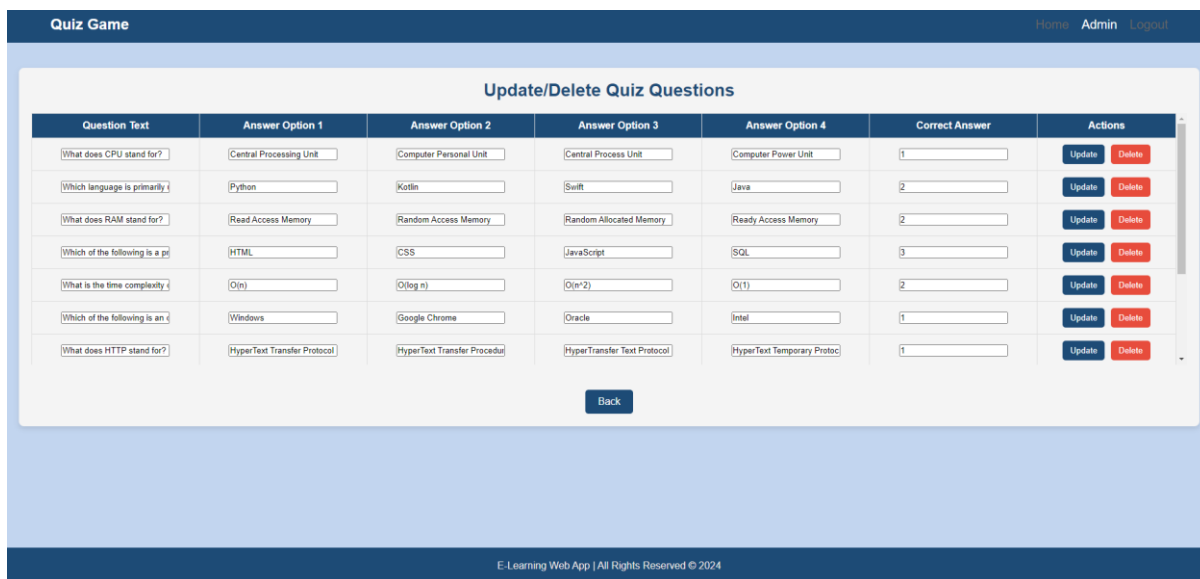 Quiz Game Home Admin Logout
Update/Delete Quiz Questions
Question Text Answer Option 1 Answer Option 2 Answer Option 3 Answer Option 4 Correct Answer Actions
What does CPU stand for? Central Processing Unit Computer Personal Unit Central Process Unit Computer Power Unit 1 Update Delete
Which language is primarily Python Kotlin Swift Java 2 Update Delete
What does RAM stand for? Read Access Memory Random Access Memory Random Allocated Memory Ready Access Memory 2 Update Delete
Which of the following is a HTML CSS JavaScript SQL 3 Update Delete
What is the time complexity O(n) O(log n) O(n^2) O(1) 2 Update Delete
Which of the following is an Windows Google Chrome Oracle Intel 1 Update Delete
What does HTTP stand for? HyperText Transfer Protocol HyperText Transfer HyperTransfer Text Protocol HyperText Temporary 1 Update Delete
Back
E-Learning Web App | All Rights Reserved © 2024